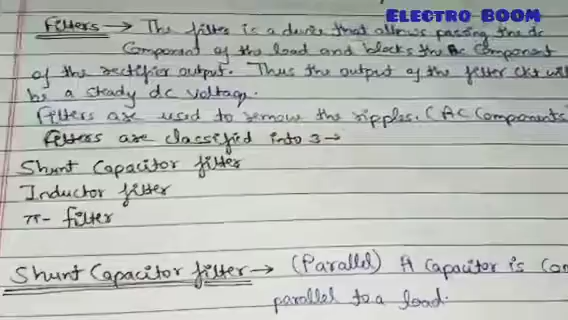 ELECTRO BOOM
Filters → The filter is a device that allows passing the dc
Component of the load and blocks the Ac Component
of the rectifier output. Thus the output of the filter ckt will
be a steady dc voltage.
Filters are used to remove the ripples. (AC Components
Filters are classified into 3 →
Shunt Capacitor filter
Inductor filter
π- filter
Shunt Capacitor filter → (Parallel) A Capacitor is Con
parallel to a load.